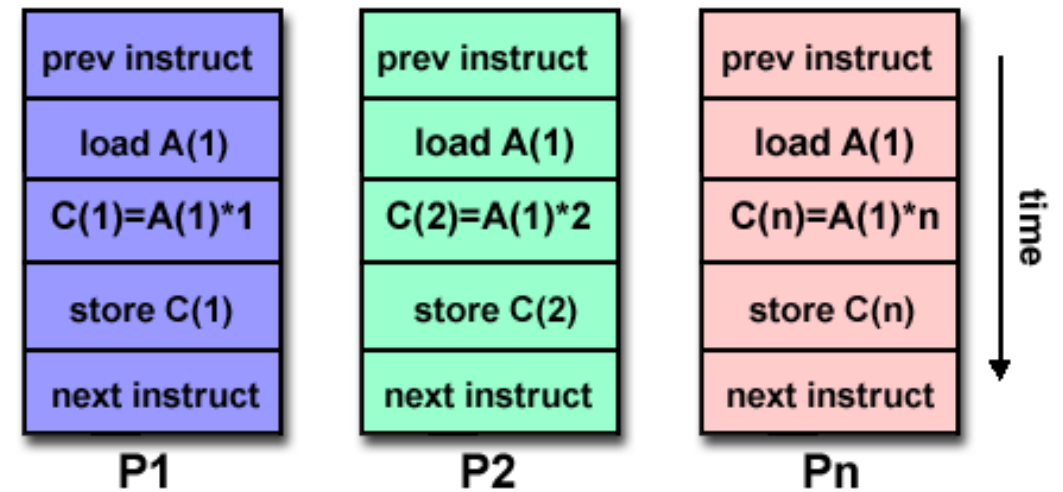 prev instruct
load A(1)
C(1)=A(1)*1
store C(1)
next instruct
P1
prev instruct
load A(1)
C(2)=A(1)*2
store C(2)
next instruct
P2
prev instruct
load A(1)
C(n)=A(1)*n
store C(n)
next instruct
Pn
time